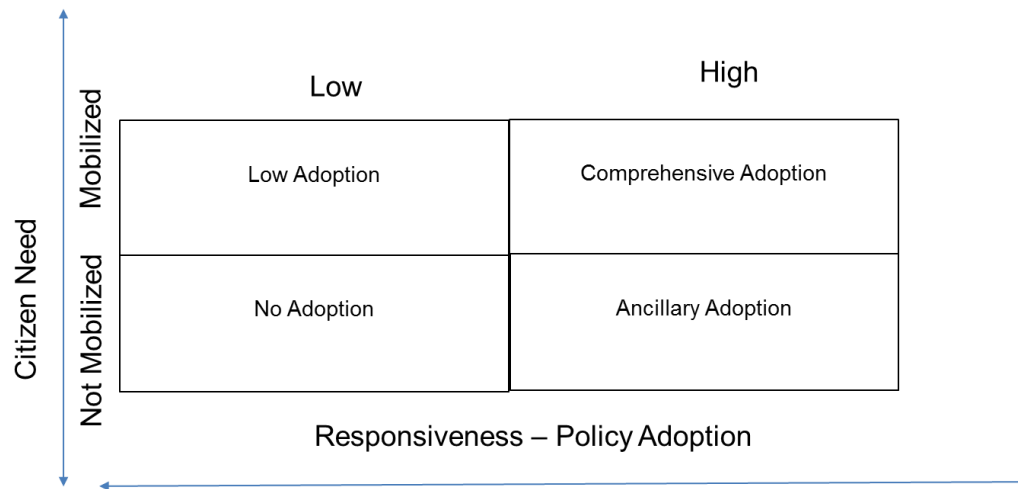 Low
High
Mobilized
Low Adoption
Comprehensive Adoption
Citizen Need
Not Mobilized
No Adoption
Ancillary Adoption
Responsiveness – Policy Adoption